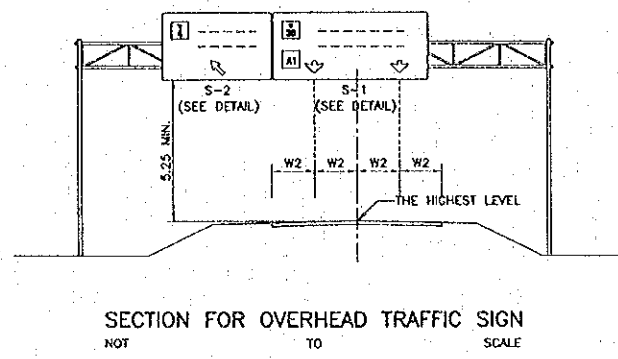 A1
S-2
(SEE DETAIL)
S-1
(SEE DETAIL)
5.25 MIN.
W2 W2 W2 W2
THE HIGHEST LEVEL
SECTION FOR OVERHEAD TRAFFIC SIGN
NOT TO SCALE